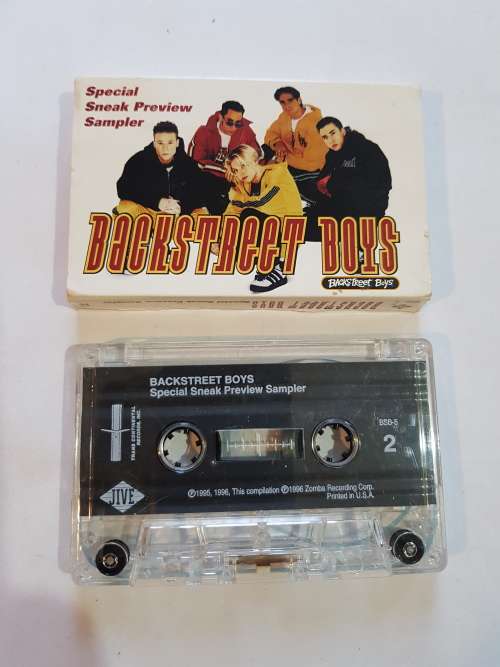 Special
Sneak Preview
Sampler
BACKSTREET BOYS
BACKStreet Boys
BACKSTREET BOYS
BACKSTREET BOYS
Special Sneak Preview Sampler
TRANS CONTINENTAL
RECORDS, INC.
BSB-5
2
JIVE
℗1995, 1996, This compilation ℗1996 Zomba Recording Corp.
Printed in U.S.A.